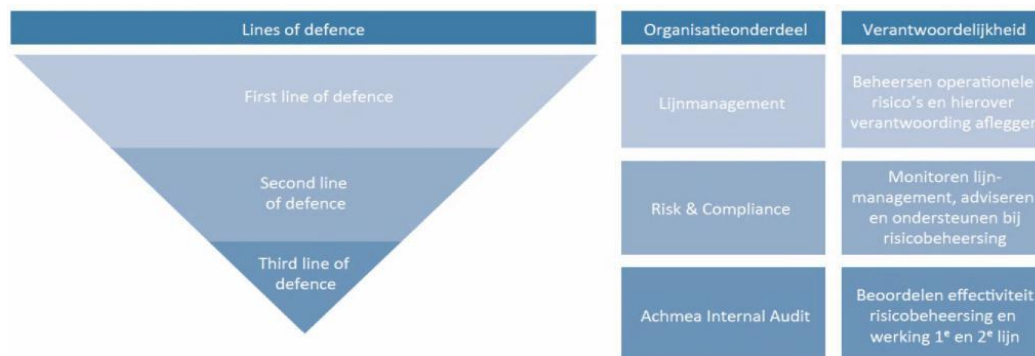 Lines of defence
Organisatieonderdeel
Verantwoordelijkheid
First line of defence
Lijnmanagement
Beheersen operationele
risico's en hierover
verantwoording afleggen
Second line
of defence
Risk & Compliance
Monitoren lijn-
management, adviseren
en ondersteunen bij
risicobeheersing
Third line of
defence
Achmea Internal Audit
Beoordelen effectiviteit
risicobeheersing en
werking 1ᵉ en 2ᵉ lijn